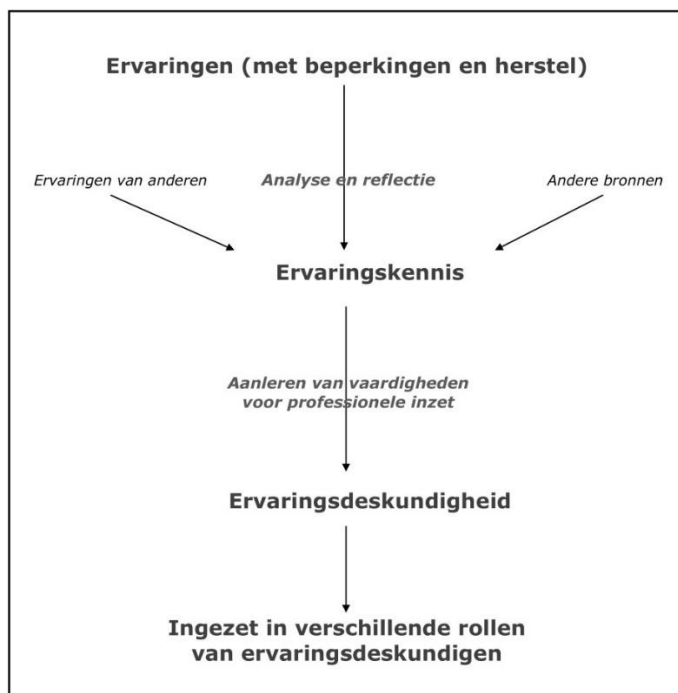 Ervaringen (met beperkingen en herstel)
Ervaringen van anderen
Analyse en reflectie
Andere bronnen
Ervaringskennis
Aanleren van vaardigheden
voor professionele inzet
Ervaringsdeskundigheid
Ingezet in verschillende rollen
van ervaringsdeskundigen